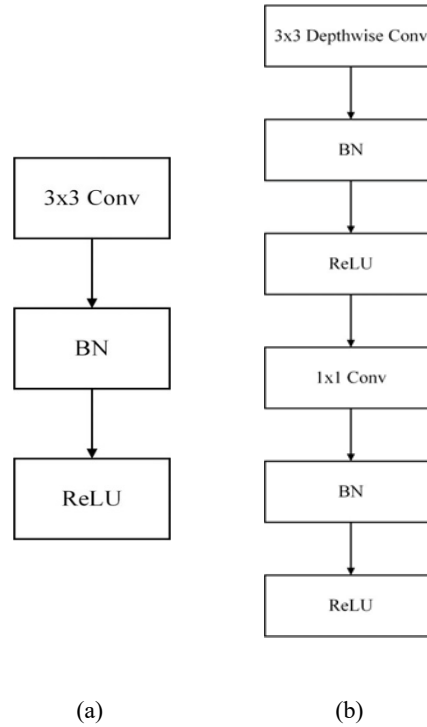 3x3 Conv
BN
ReLU
(a)
3x3 Depthwise Conv
BN
ReLU
1x1 Conv
BN
ReLU
(b)